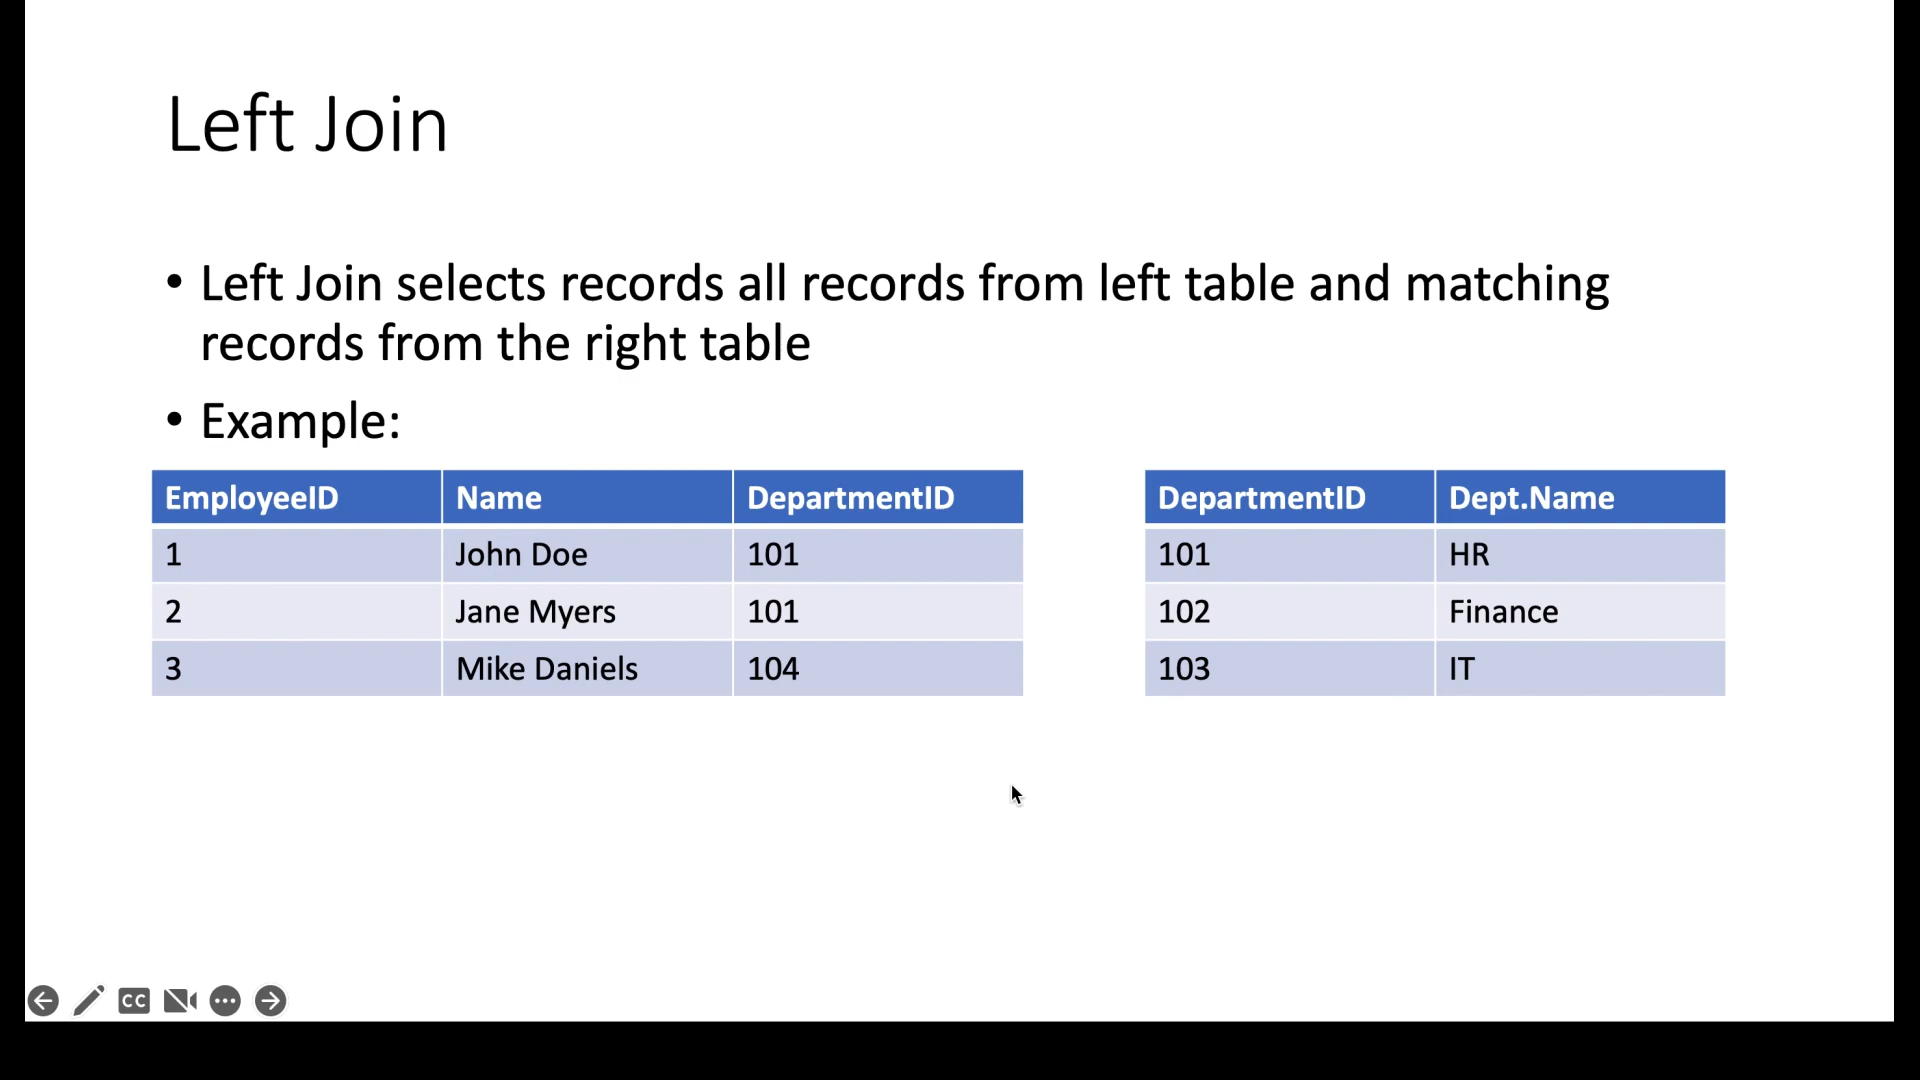 Left Join
• Left Join selects records all records from left table and matching
records from the right table
• Example:
EmployeeID Name DepartmentID
1 John Doe 101
2 Jane Myers 101
3 Mike Daniels 104
DepartmentID Dept.Name
101 HR
102 Finance
103 IT
CC